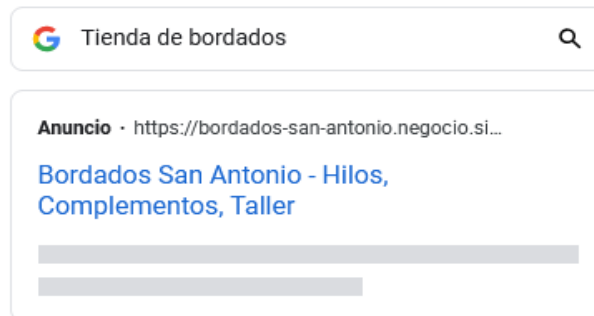 Tienda de bordados
Anuncio · https://bordados-san-antonio.negocio.si...
Bordados San Antonio - Hilos,
Complementos, Taller